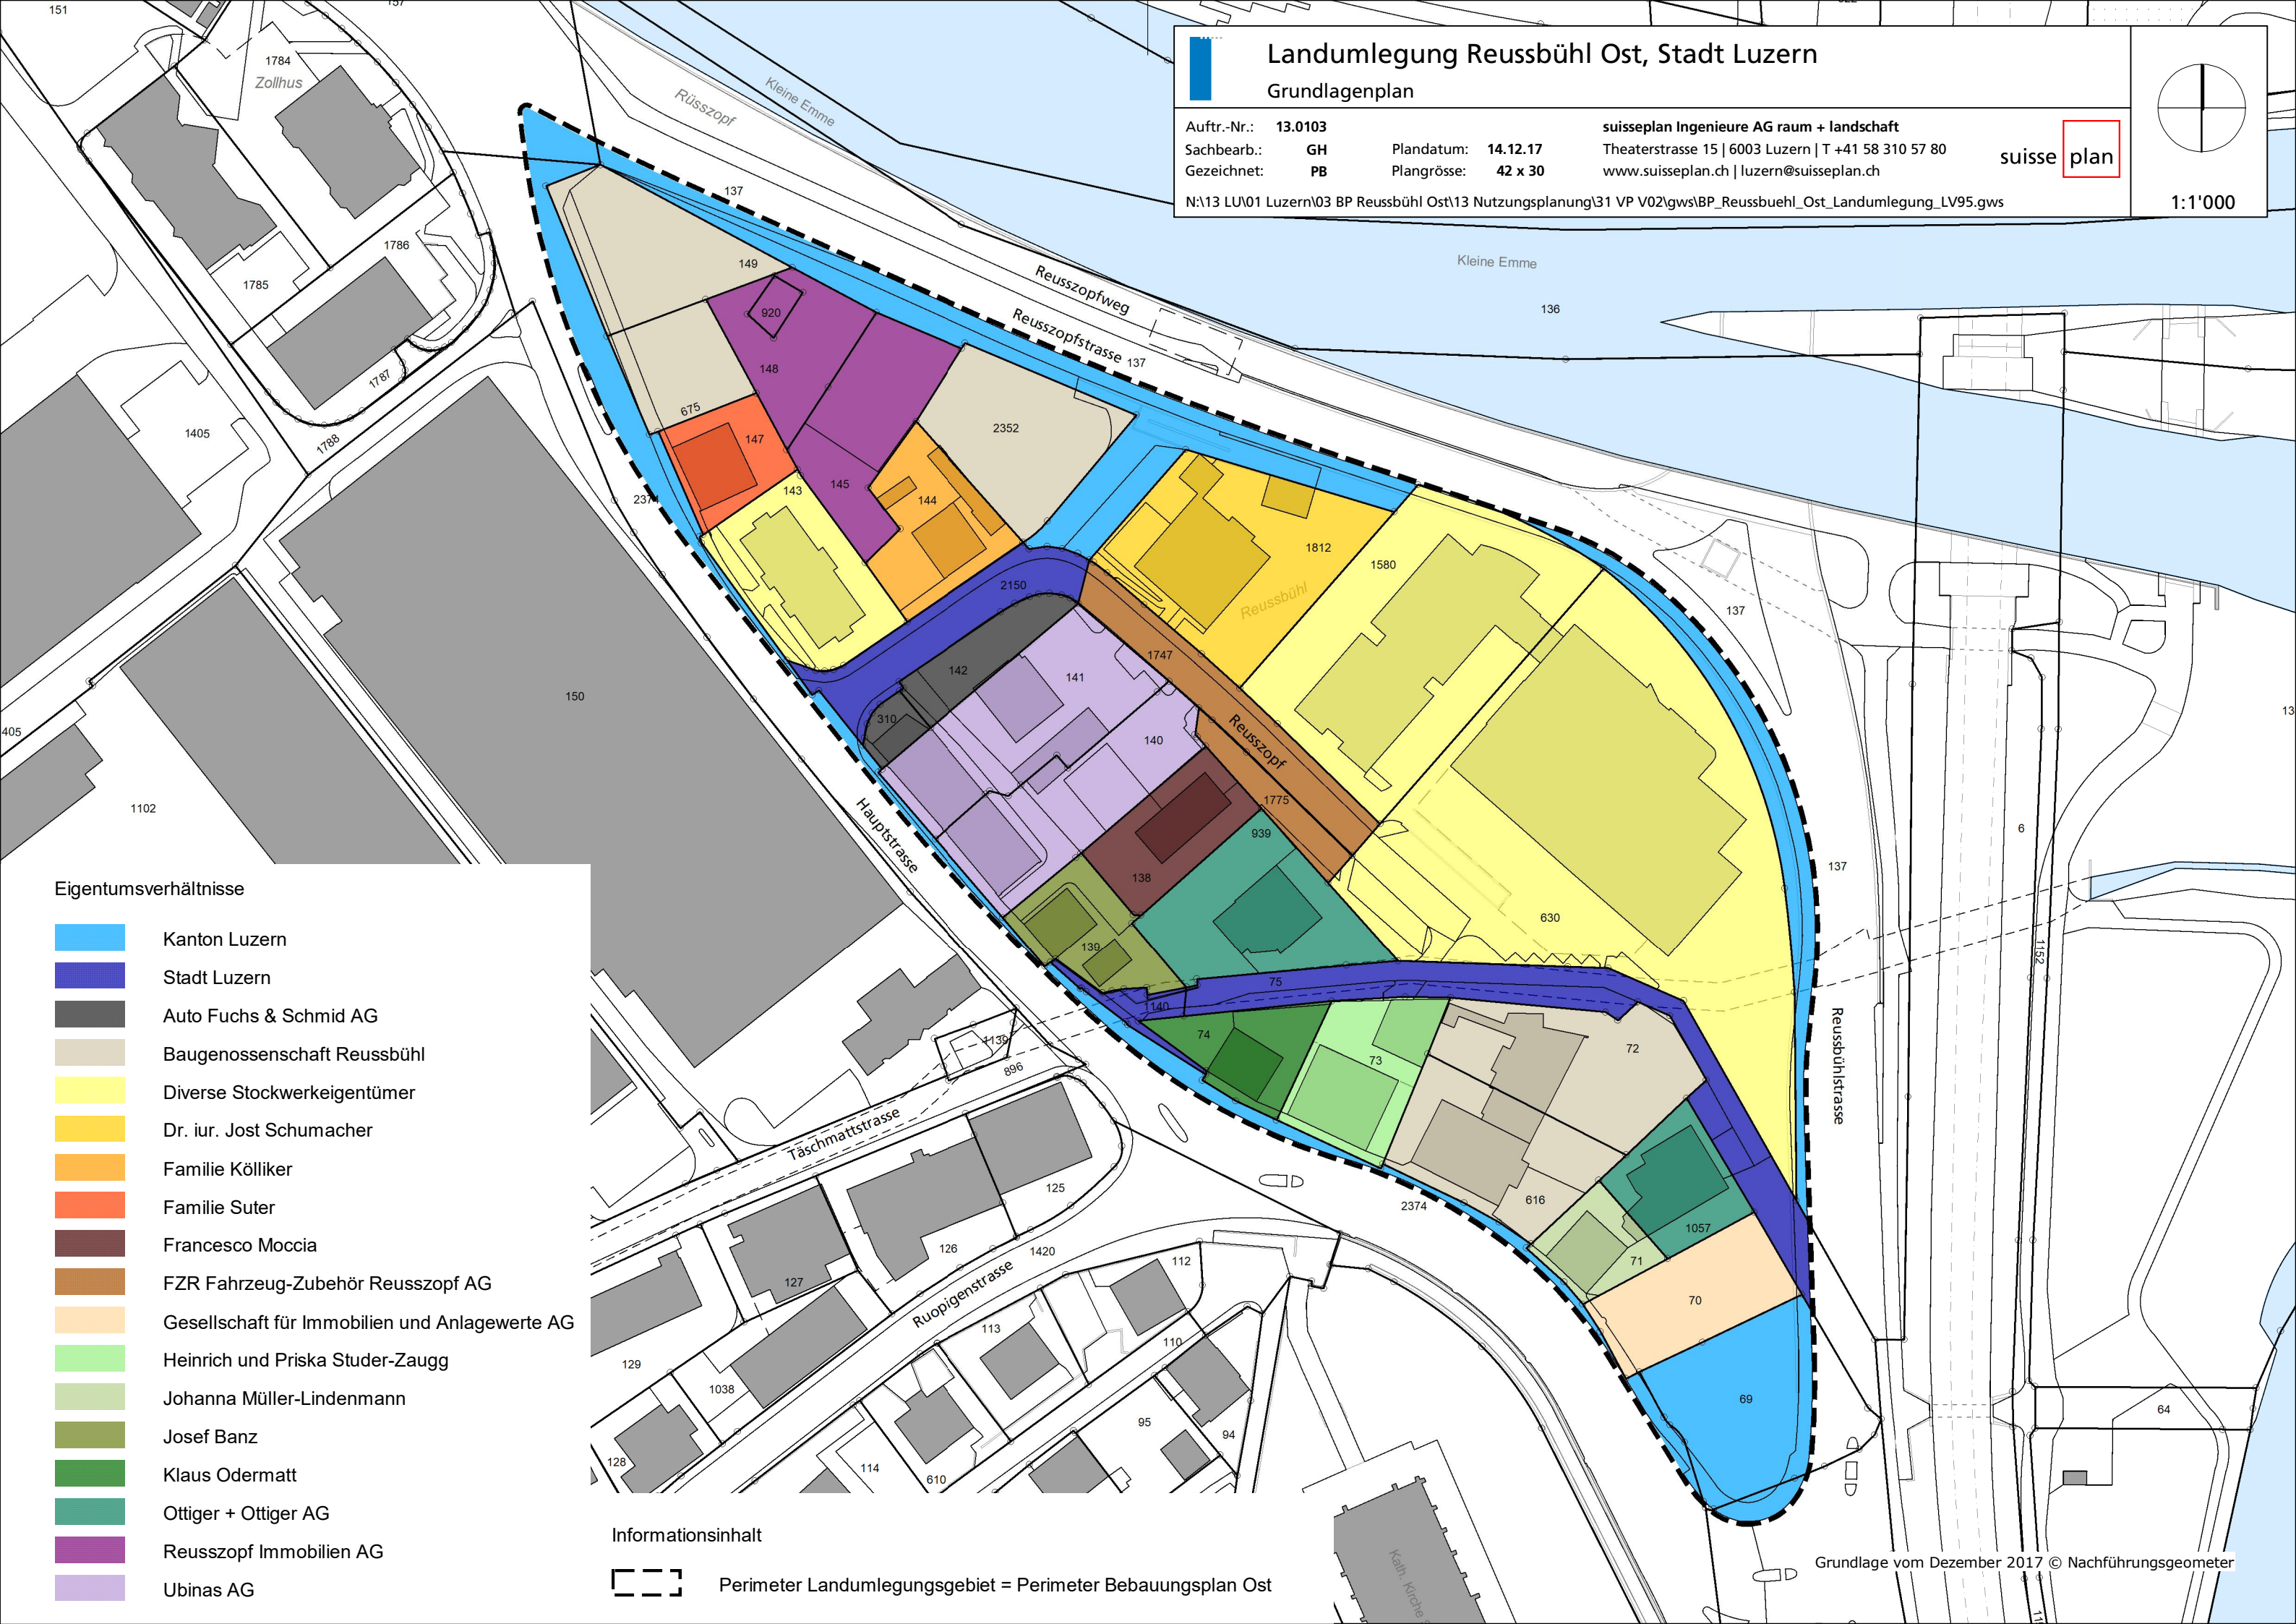 Landumlegung Reussbühl Ost, Stadt Luzern
Grundlagenplan
Auftr.-Nr.: 13.0103
Sachbearb.: GH
Gezeichnet: PB
Plandatum: 14.12.17
Plangrösse: 42 x 30
suisseplan Ingenieure AG raum + landschaft
Theaterstrasse 15 | 6003 Luzern | T +41 58 310 57 80
www.suisseplan.ch | luzern@suisseplan.ch
N:\13 LU\01 Luzern\03 BP Reussbühl Ost\13 Nutzungsplanung\31 VP V02\gws\BP_Reussbuehl_Ost_Landumlegung_LV95.gws
suisse plan
1:1'000
151
157
1784
Zollhus
Rüsszopf
Kleine Emme
137
1786
1785
149
Reusszopfweg
Kleine Emme
136
920
Reusszopfstrasse
137
148
1787
675
1405
1788
147
2352
143
145
144
2374
1812
1580
2150
Reussbühl
137
1747
142
141
150
310
140
Reusszopf
405
1775
1102
Hauptstrasse
939
6
138
137
630
139
1152
75
1140
74
73
72
1139
896
Reussbühlstrasse
Täschmattstrasse
125
616
2374
1057
126
1420
71
127
112
70
Ruopigenstrasse
113
110
129
1038
69
64
95
94
128
114
610
Kath. Kirche
Eigentumsverhältnisse
Kanton Luzern
Stadt Luzern
Auto Fuchs & Schmid AG
Baugenossenschaft Reussbühl
Diverse Stockwerkeigentümer
Dr. iur. Jost Schumacher
Familie Kölliker
Familie Suter
Francesco Moccia
FZR Fahrzeug-Zubehör Reusszopf AG
Gesellschaft für Immobilien und Anlagewerte AG
Heinrich und Priska Studer-Zaugg
Johanna Müller-Lindenmann
Josef Banz
Klaus Odermatt
Ottiger + Ottiger AG
Reusszopf Immobilien AG
Ubinas AG
Informationsinhalt
Perimeter Landumlegungsgebiet = Perimeter Bebauungsplan Ost
Grundlage vom Dezember 2017 © Nachführungsgeometer